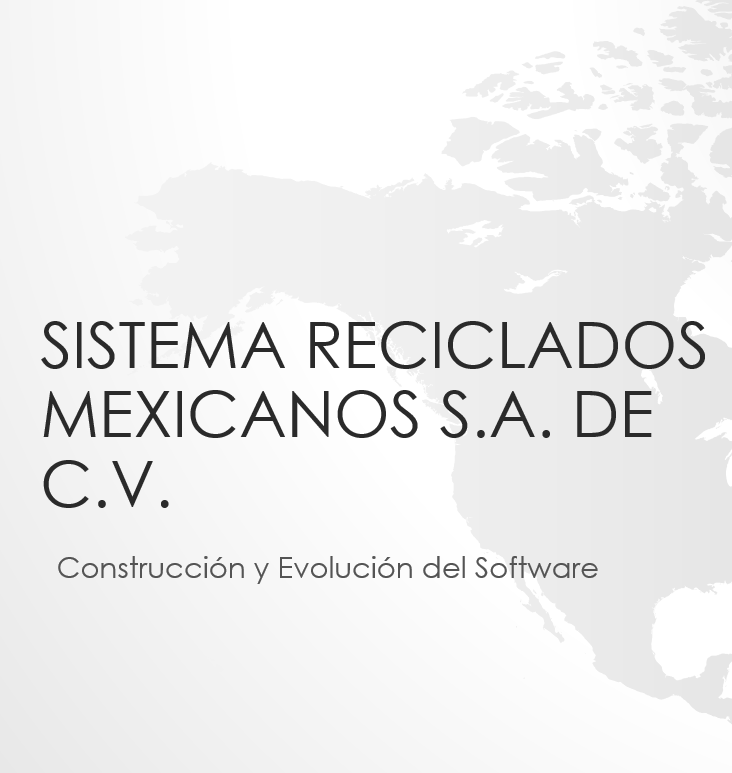 SISTEMA RECICLADOS
MEXICANOS S.A. DE
C.V.
Construcción y Evolución del Software